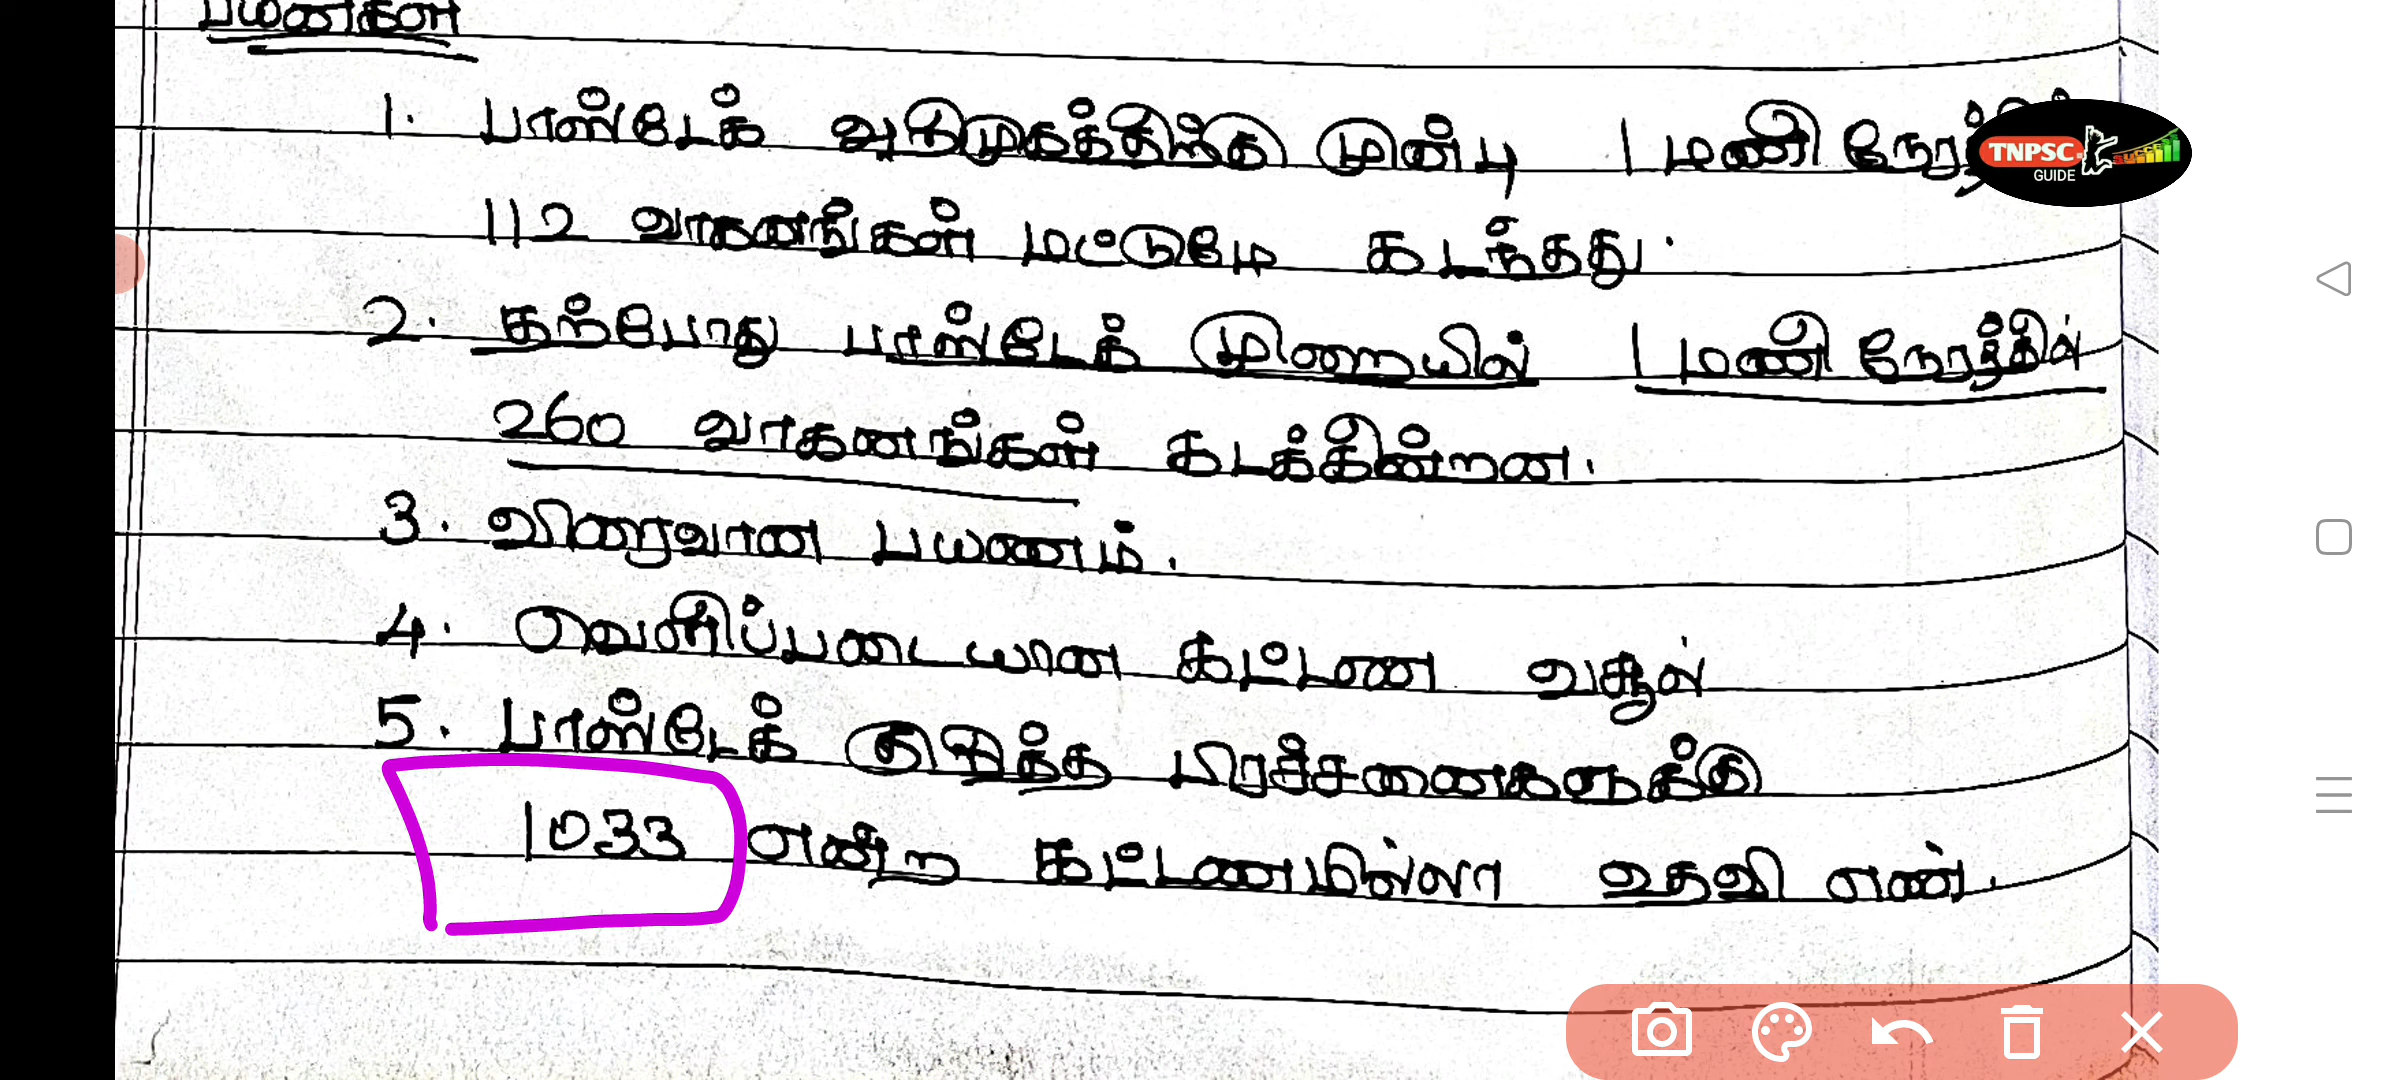 பயன்கள்
1. பாஸ்டேக் அறிமுகத்திற்கு முன்பு 1 மணி
112 வாகனங்கள் மட்டுமே கடந்தது.
2. தற்போது பாஸ்டேக் முறையில் 1 மணி நேரத்தில்
260 வாகனங்கள் கடக்கின்றன.
3. விரைவான பயணம்.
4. வெளிப்படையான கட்டண வசூல்
5. பாஸ்டேக் குறித்த பிரச்சனைகளுக்கு
1033 என்ற கட்டணமில்லா உதவி எண்.
TNPSC
SUCCESS
GUIDE